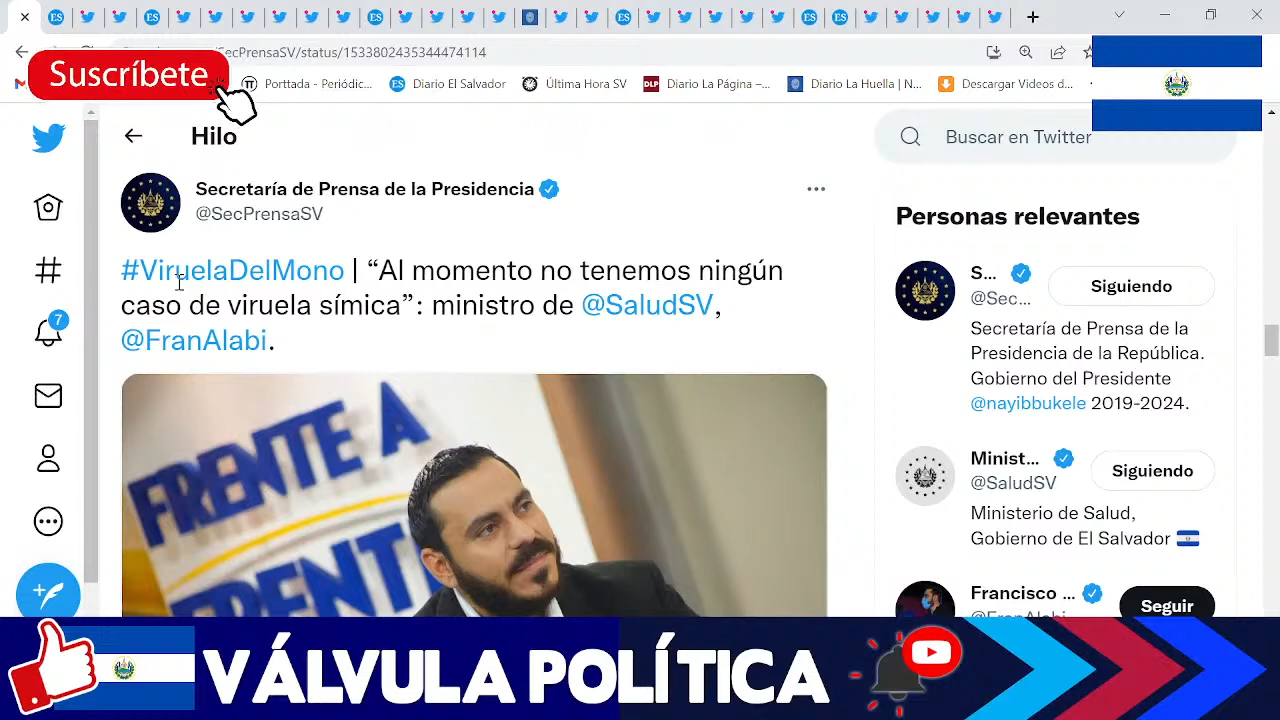 SecPrensaSV/status/1533802435344474114
Suscríbete
Porttada - Periódic...
Diario El Salvador
Última Hora SV
DLP
Diario La Página –...
Diario La Huella | N...
Descargar Videos d...
Hilo
Buscar en Twitter
Secretaría de Prensa de la Presidencia
@SecPrensaSV
#ViruelaDelMono | “Al momento no tenemos ningún
caso de viruela símica”: ministro de @SaludSV,
@FranAlabi.
FRENTE A
FRENT
7
Personas relevantes
S...
@Sec...
Siguiendo
Secretaría de Prensa de la
Presidencia de la República.
Gobierno del Presidente
@nayibbukele 2019-2024.
Minist...
@SaludSV
Siguiendo
Ministerio de Salud,
Gobierno de El Salvador
Francisco ...
@FranAlabi
Seguir
VÁLVULA POLÍTICA